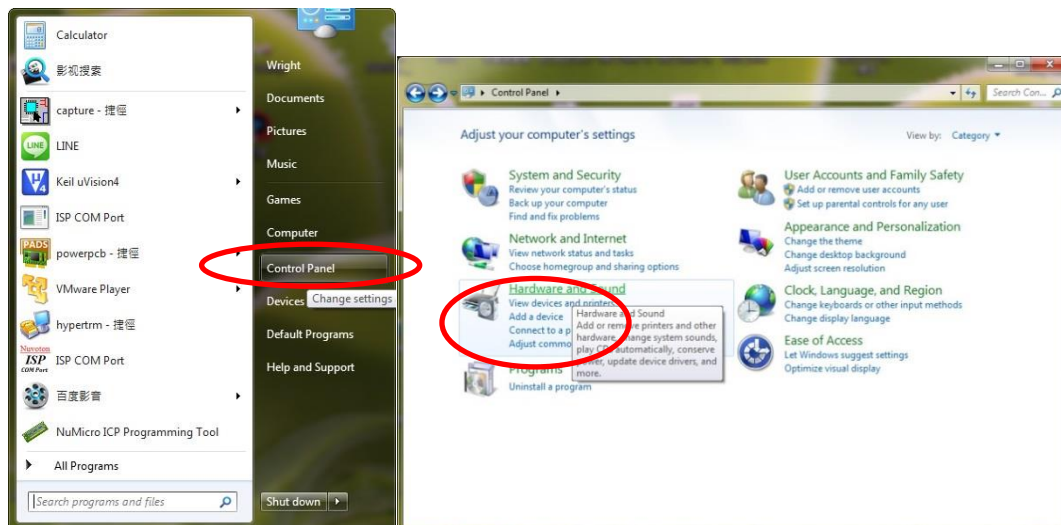 Calculator
影视搜索
capture - 捷徑
LINE
LINE
Keil uVision4
ISP COM Port
PADS
powerpcb - 捷徑
VMware Player
hypertrm - 捷徑
Nuvoton
ISP
COM Port
ISP COM Port
百度影音
NuMicro ICP Programming Tool
All Programs
Search programs and files
Wright
Documents
Pictures
Music
Games
Computer
Control Panel
Devices
Change settings
Default Programs
Help and Support
Shut down
Control Panel
Search Con...
Adjust your computer's settings
View by: Category
System and Security
Review your computer's status
Back up your computer
Find and fix problems
Network and Internet
View network status and tasks
Choose homegroup and sharing options
Hardware and Sound
View devices and printers
Add a device
Connect to a p
Adjust commo
Hardware and Sound
Add or remove printers and other
hardware, change system sounds,
play CDs automatically, conserve
power, update device drivers, and
more.
Programs
Uninstall a program
User Accounts and Family Safety
Add or remove user accounts
Set up parental controls for any user
Appearance and Personalization
Change the theme
Change desktop background
Adjust screen resolution
Clock, Language, and Region
Change keyboards or other input methods
Change display language
Ease of Access
Let Windows suggest settings
Optimize visual display